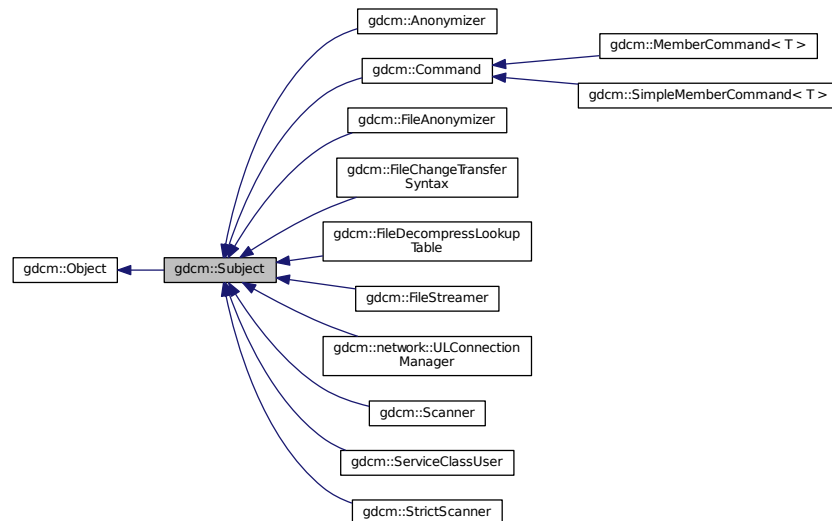 gdcm::Anonymizer
gdcm::MemberCommand< T >
gdcm::Command
gdcm::SimpleMemberCommand< T >
gdcm::FileAnonymizer
gdcm::FileChangeTransfer
Syntax
gdcm::FileDecompressLookup
Table
gdcm::Object
gdcm::Subject
gdcm::FileStreamer
gdcm::network::ULConnection
Manager
gdcm::Scanner
gdcm::ServiceClassUser
gdcm::StrictScanner